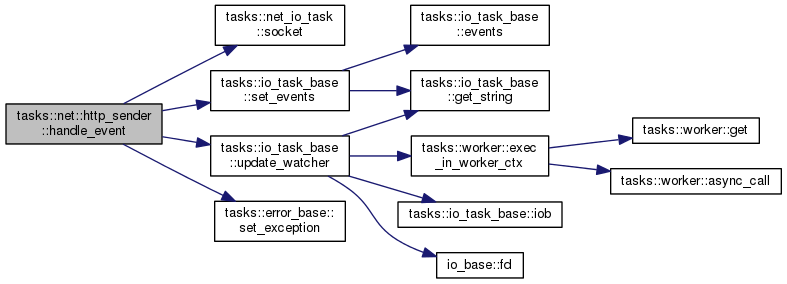 tasks::net::http_sender
::handle_event
tasks::net_io_task
::socket
tasks::io_task_base
::set_events
tasks::io_task_base
::update_watcher
tasks::error_base::
set_exception
tasks::io_task_base
::events
tasks::io_task_base
::get_string
tasks::worker::exec
_in_worker_ctx
tasks::io_task_base::iob
io_base::fd
tasks::worker::get
tasks::worker::async_call